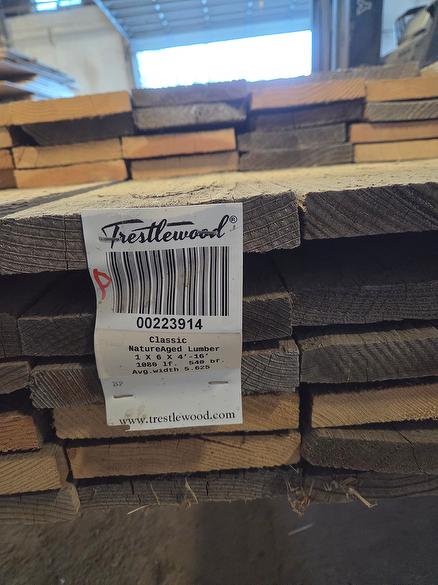 Trestlewood®
00223914
Classic
NatureAged Lumber
1 X 6 X 4'-16'
1080 lf. 540 bf.
Avg.width 5.625
BP
www.trestlewood.com